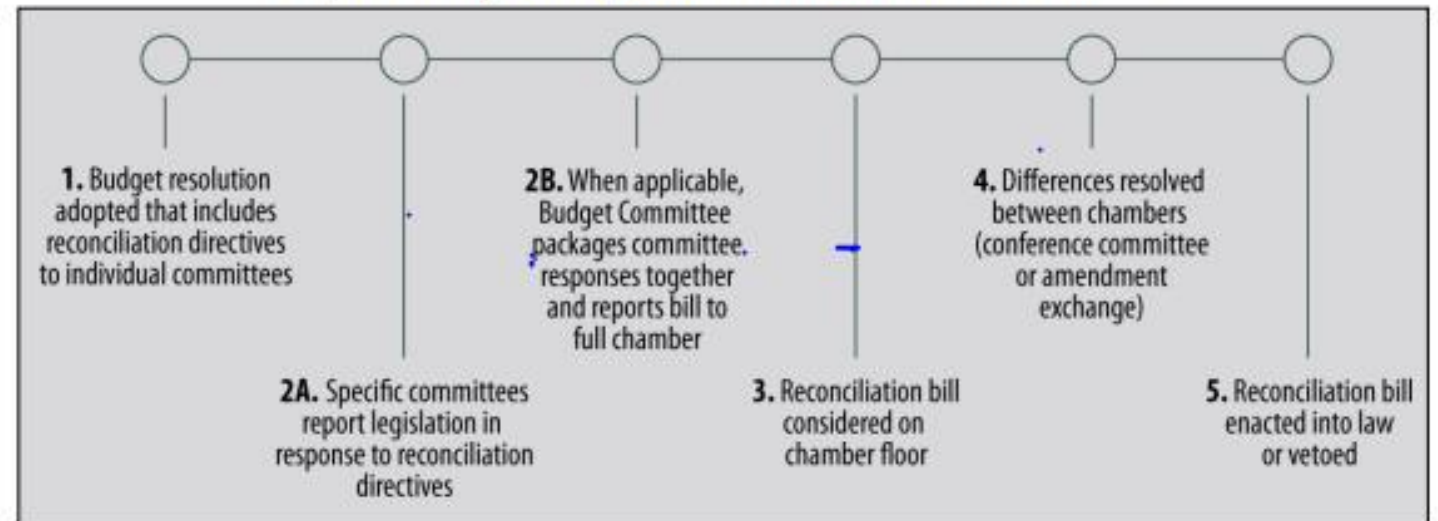 1. Budget resolution
adopted that includes
reconciliation directives
to individual committees
2A. Specific committees
report legislation in
response to reconciliation
directives
2B. When applicable,
Budget Committee
packages committee
responses together
and reports bill to
full chamber
3. Reconciliation bill
considered on
chamber floor
4. Differences resolved
between chambers
(conference committee
or amendment
exchange)
5. Reconciliation bill
enacted into law
or vetoed